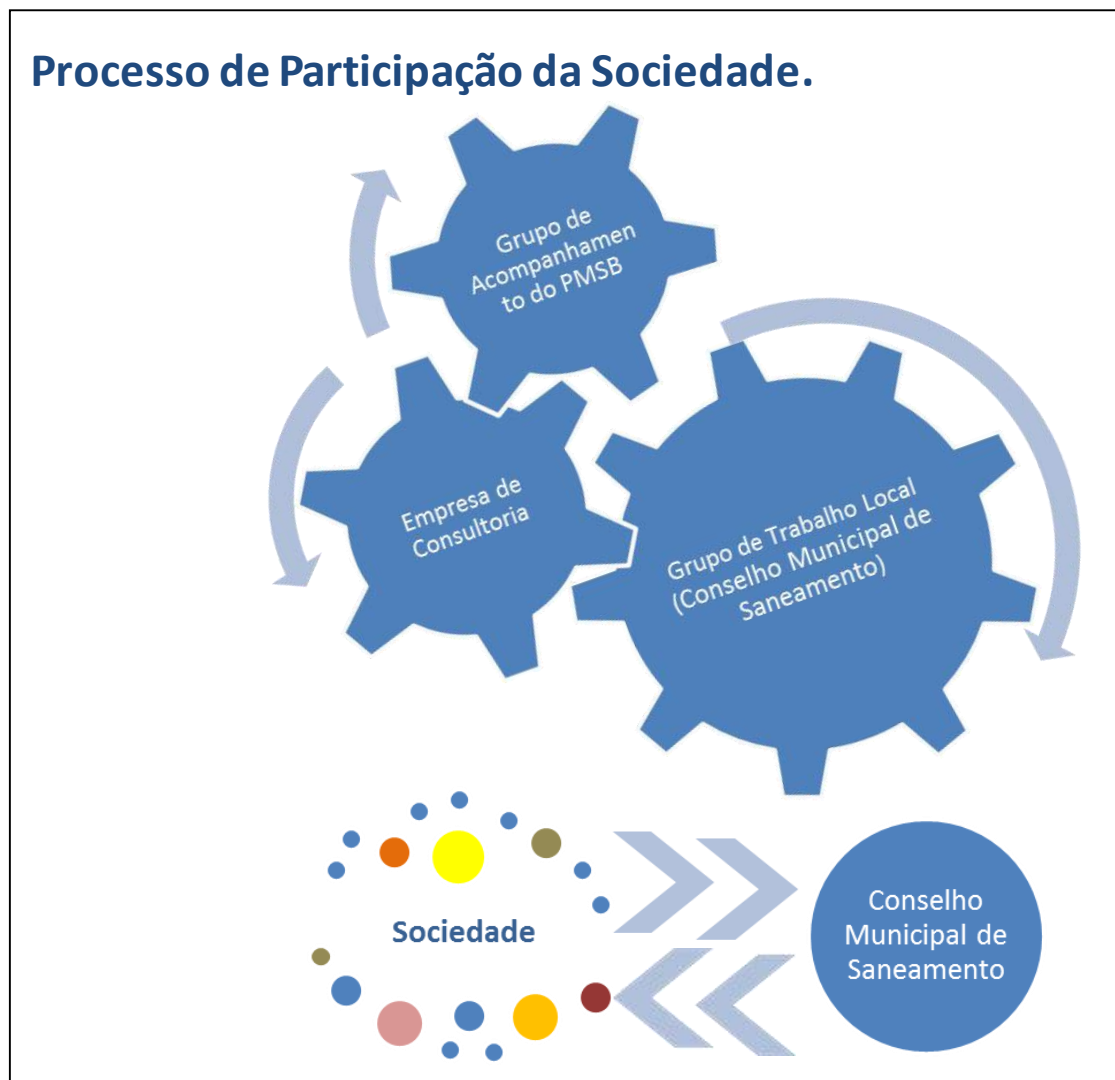 Processo de Participação da Sociedade.
Grupo de
Acompanhamen
to do PMSB
Empresa de
Consultoria
Grupo de Trabalho Local
(Conselho Municipal de
Saneamento)
Sociedade
Conselho
Municipal de
Saneamento